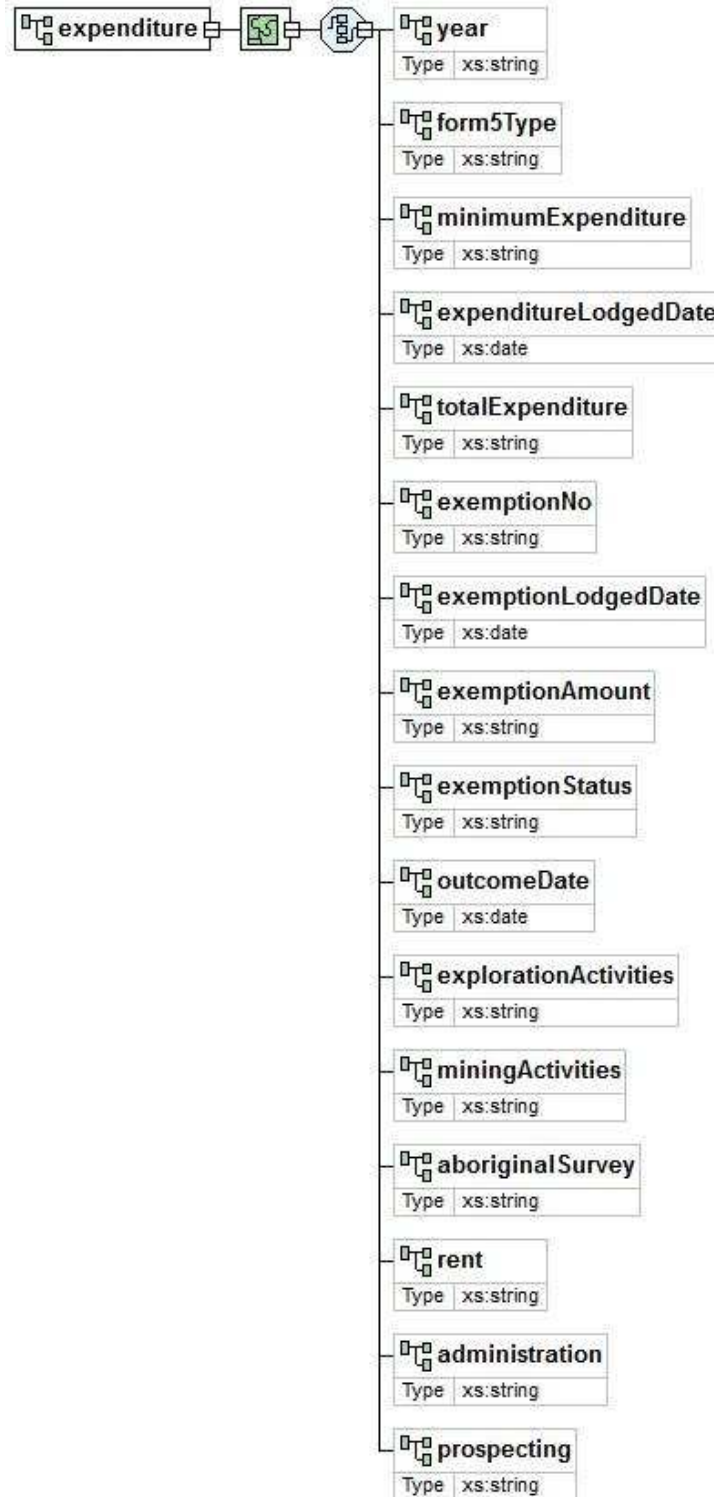 expenditure
year
Type xs:string
form5Type
Type xs:string
minimumExpenditure
Type xs:string
expenditureLodgedDate
Type xs:date
totalExpenditure
Type xs:string
exemptionNo
Type xs:string
exemptionLodgedDate
Type xs:date
exemptionAmount
Type xs:string
exemptionStatus
Type xs:string
outcomeDate
Type xs:date
explorationActivities
Type xs:string
miningActivities
Type xs:string
aboriginalSurvey
Type xs:string
rent
Type xs:string
administration
Type xs:string
prospecting
Type xs:string